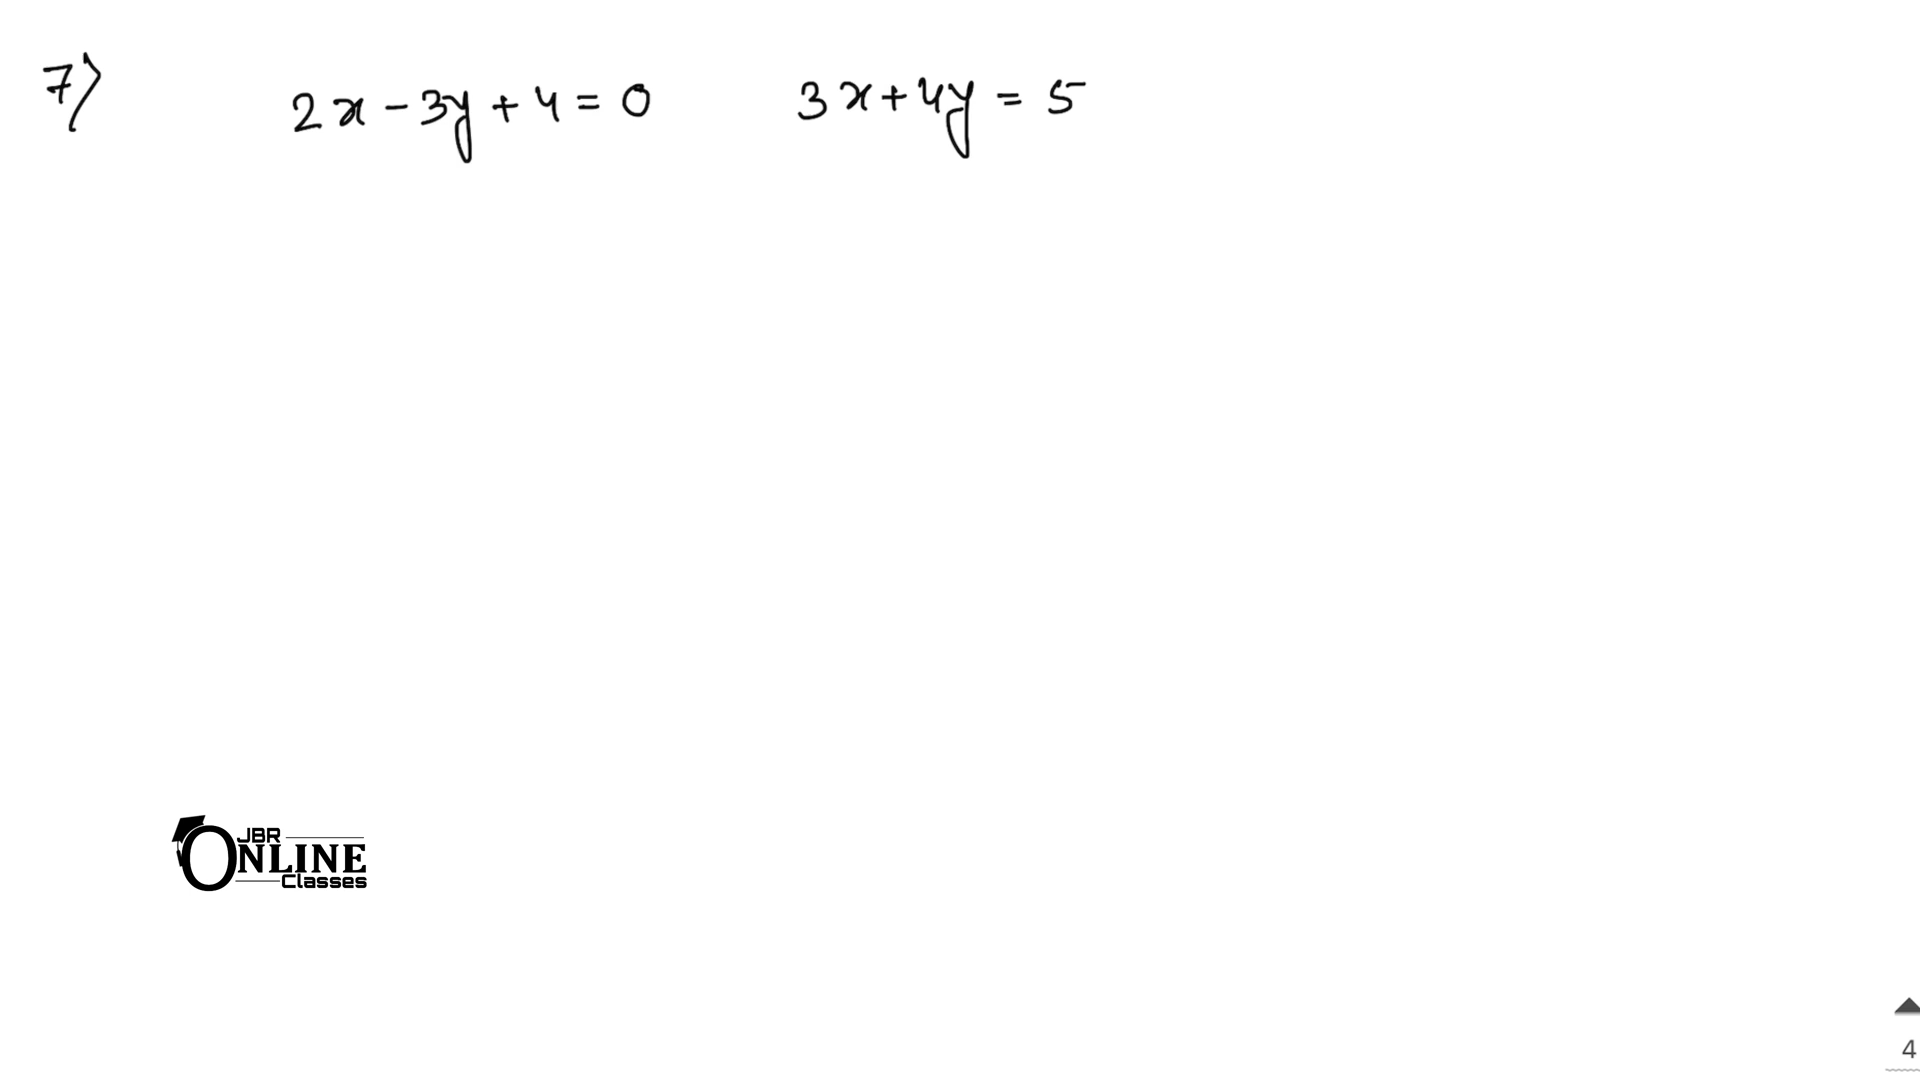 7) 2x - 3y + 4 = 0 3x + 4y = 5
JBR
ONLINE
Classes
4